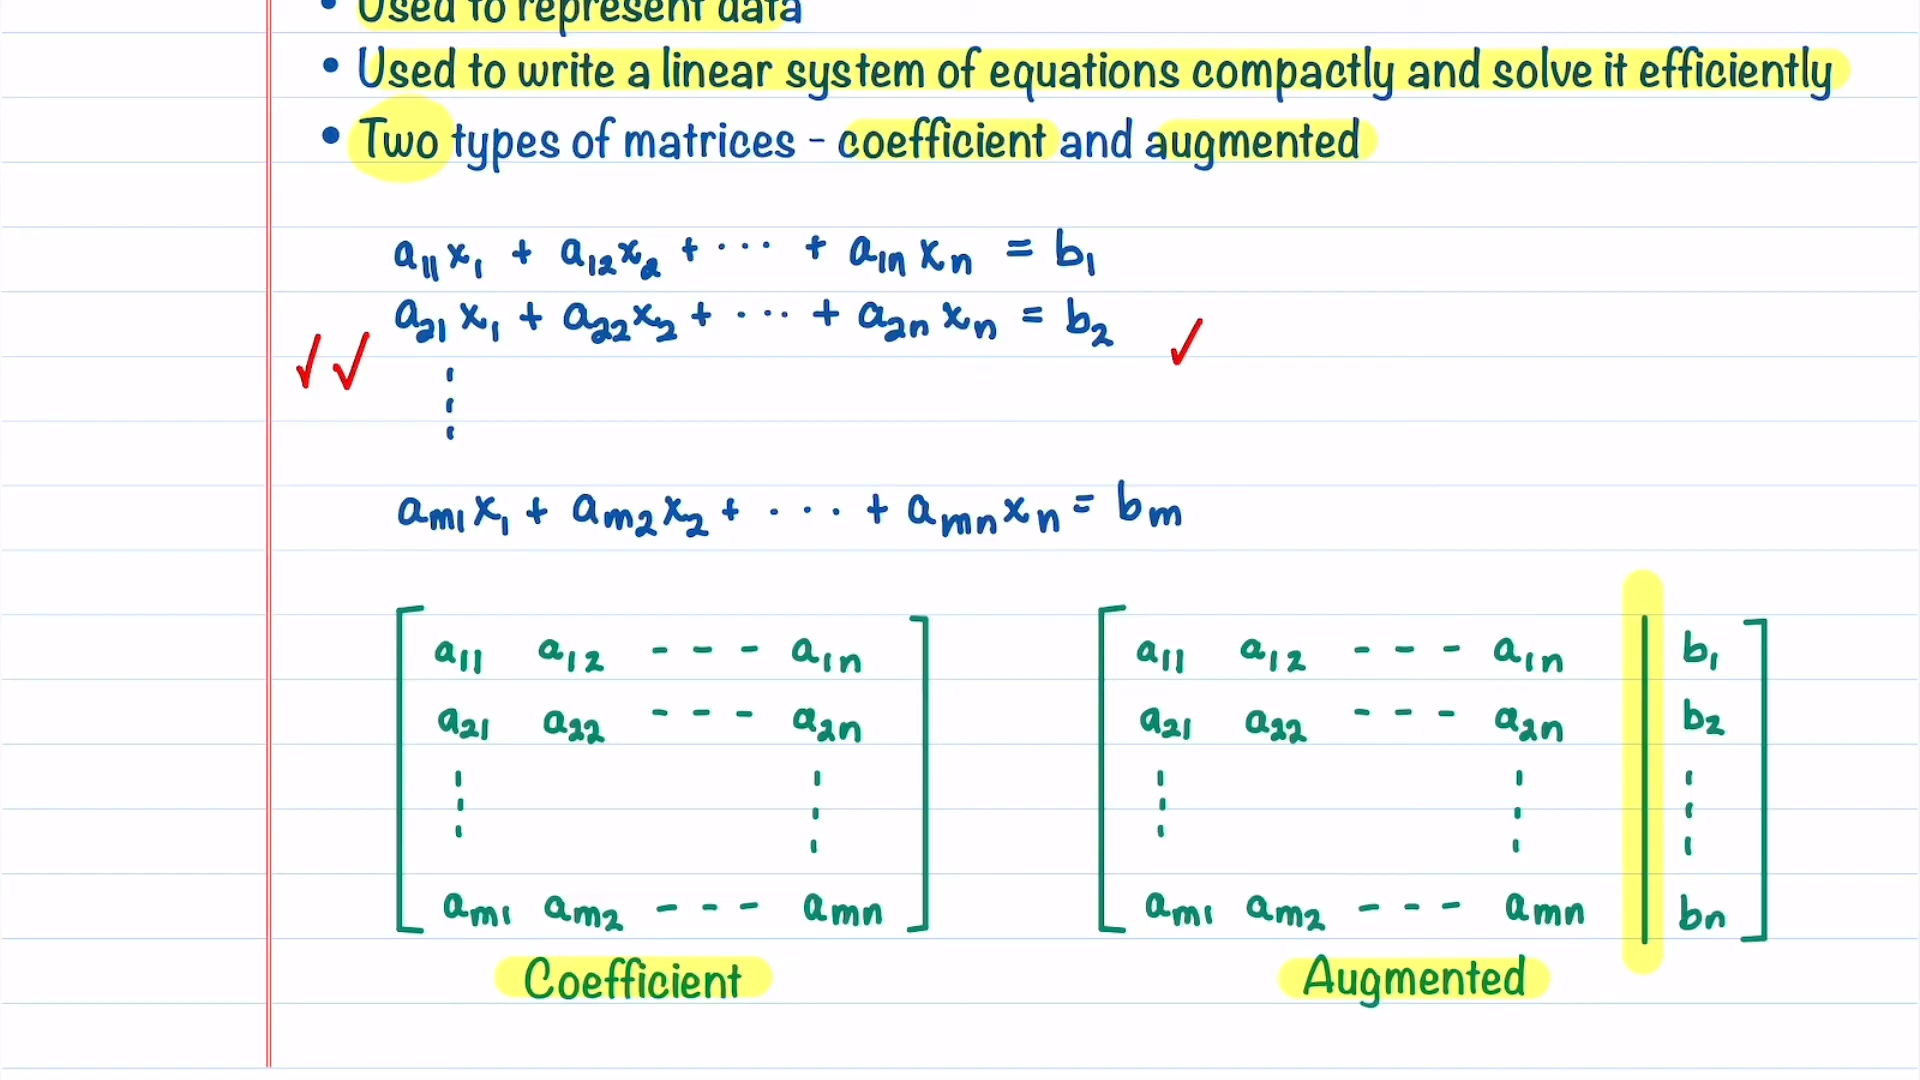 • Used to represent data
• Used to write a linear system of equations compactly and solve it efficiently
• Two types of matrices - coefficient and augmented
a₁₁x₁ + a₁₂x₂ + ··· + a₁ₙxₙ = b₁
a₂₁x₁ + a₂₂x₂ + ··· + a₂ₙxₙ = b₂
⋮
aₘ₁x₁ + aₘ₂x₂ + ··· + aₘₙxₙ = bₘ
[ a₁₁ a₁₂ - - - a₁ₙ ]
[ a₂₁ a₂₂ - - - a₂ₙ ]
[ ⋮ ⋮ ]
[ aₘ₁ aₘ₂ - - - aₘₙ ]
Coefficient
[ a₁₁ a₁₂ - - - a₁ₙ | b₁ ]
[ a₂₁ a₂₂ - - - a₂ₙ | b₂ ]
[ ⋮ ⋮ | ⋮ ]
[ aₘ₁ aₘ₂ - - - aₘₙ | bₙ ]
Augmented